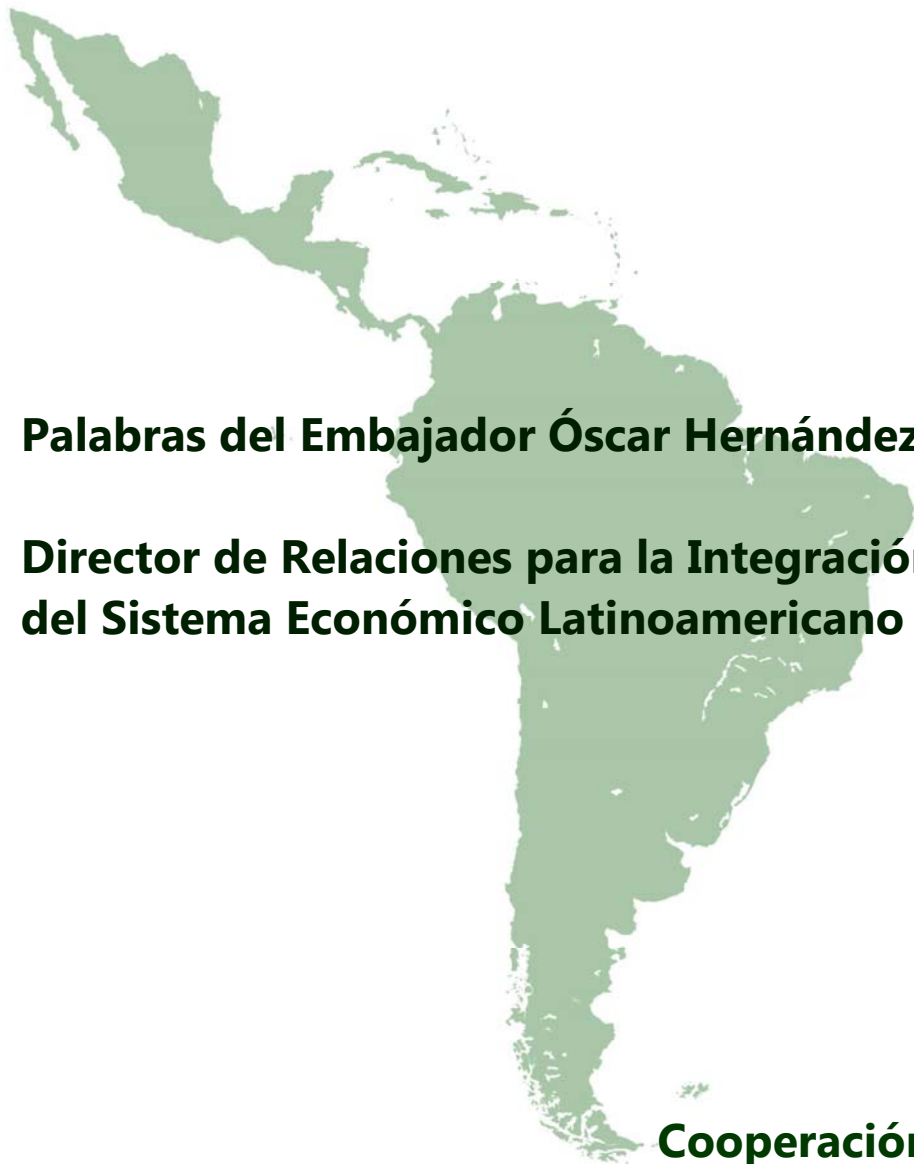 Palabras del Embajador Óscar Hernández
Director de Relaciones para la Integración
del Sistema Económico Latinoamericano
Cooperación